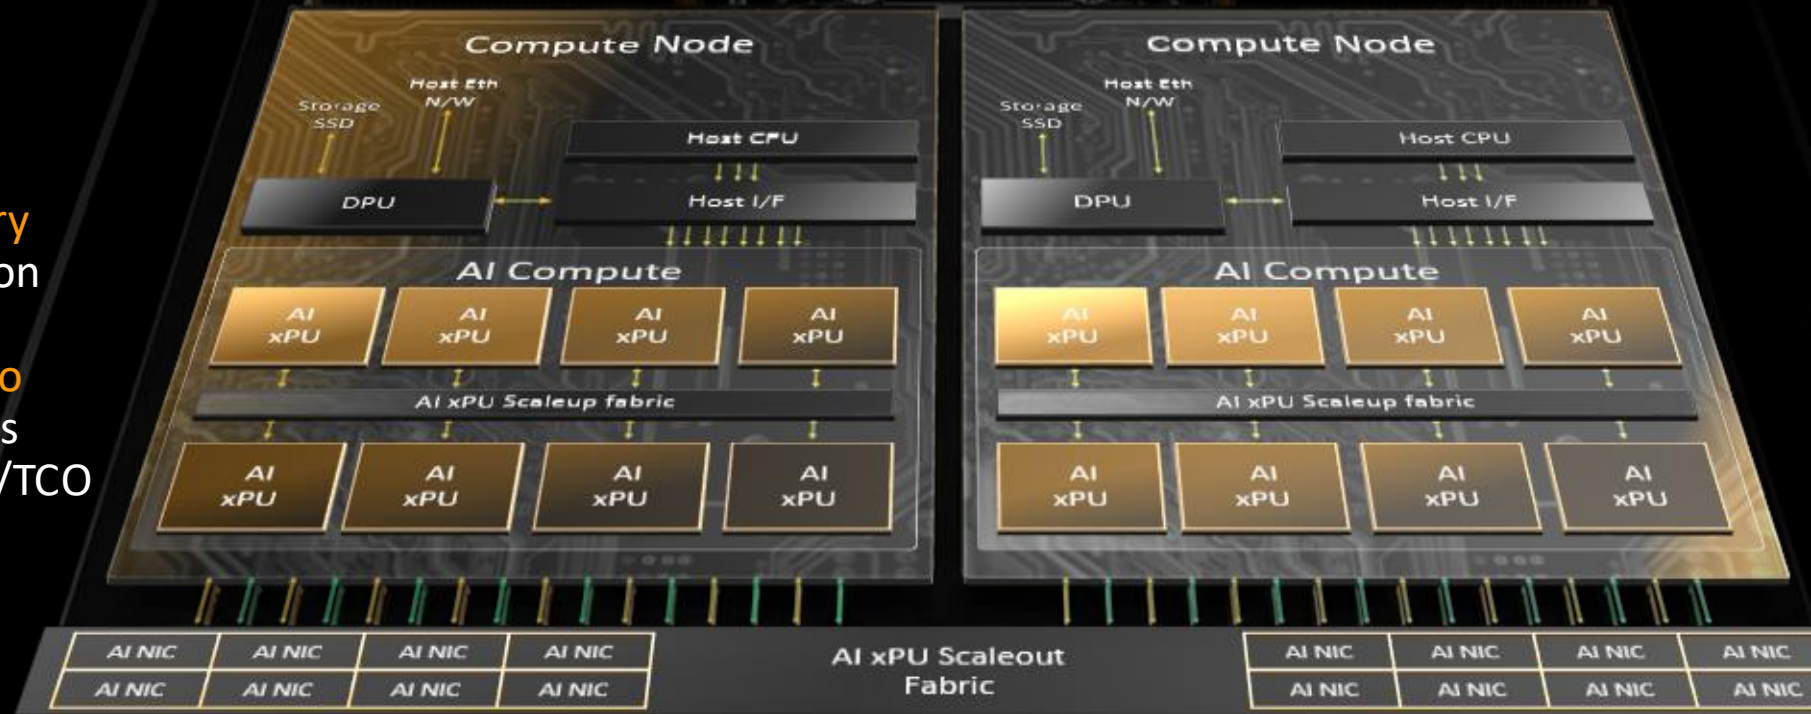 ry
on
o
s
/TCO
Compute Node
Host Eth
N/W
Storage
SSD
Host CPU
DPU
Host I/F
AI Compute
AI
xPU
AI
xPU
AI
xPU
AI
xPU
AI xPU Scaleup fabric
AI
xPU
AI
xPU
AI
xPU
AI
xPU
Compute Node
Host Eth
N/W
Storage
SSD
Host CPU
DPU
Host I/F
AI Compute
AI
xPU
AI
xPU
AI
xPU
AI
xPU
AI xPU Scaleup fabric
AI
xPU
AI
xPU
AI
xPU
AI
xPU
AI NIC AI NIC AI NIC AI NIC
AI NIC AI NIC AI NIC AI NIC
AI xPU Scaleout
Fabric
AI NIC AI NIC AI NIC AI NIC
AI NIC AI NIC AI NIC AI NIC